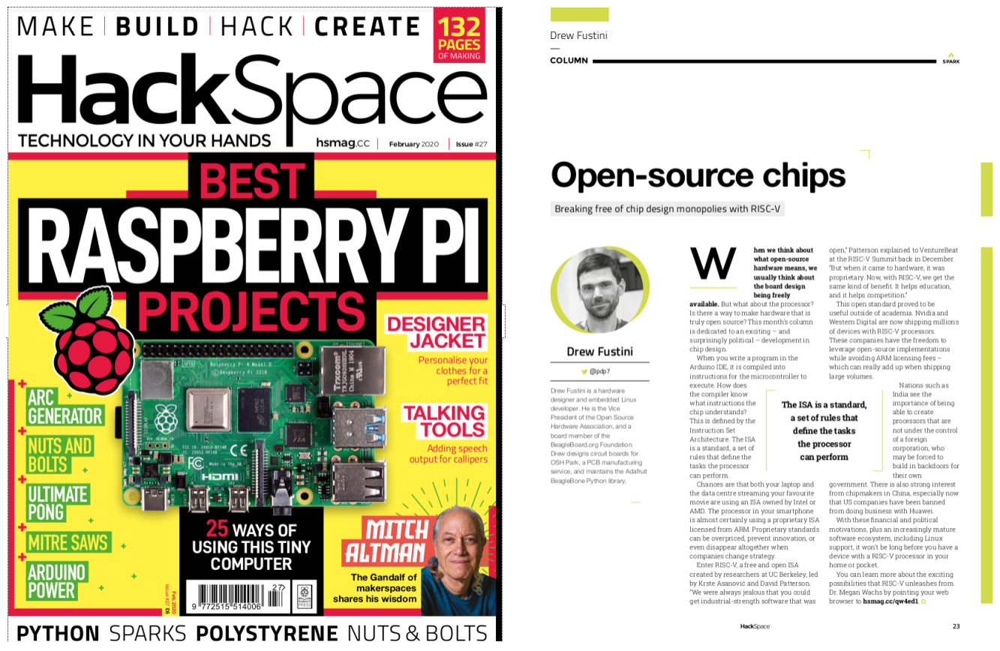 MAKE | BUILD | HACK | CREATE
132
PAGES
OF MAKING
HackSpace
TECHNOLOGY IN YOUR HANDS
hsmag.cc | February 2020 | Issue #27
BEST
RASPBERRY PI
PROJECTS
DESIGNER
JACKET
Personalise your
clothes for a
perfect fit
TALKING
TOOLS
Adding speech
output for callipers
ARC
GENERATOR
NUTS AND
BOLTS
ULTIMATE
PONG
MITRE SAWS
ARDUINO
POWER
Raspberry Pi 4 Model B
© Raspberry Pi 2018
Trxcom
China M 1904
FCC ID: 2ABCB-RPI4B
IC: 20953-RPI4B
CE
FC
Made in the UK
HDMI
25 WAYS OF
USING THIS TINY
COMPUTER
MITCH
ALTMAN
The Gandalf of
makerspaces
shares his wisdom
Feb.2020
Issue #27 £6
27
9 772515 514006
PYTHON SPARKS POLYSTYRENE NUTS & BOLTS
Drew Fustini
COLUMN
SPARK
Open-source chips
Breaking free of chip design monopolies with RISC-V
Drew Fustini
@pdp7
Drew Fustini is a hardware
designer and embedded Linux
developer. He is the Vice
President of the Open Source
Hardware Association, and a
board member of the
BeagleBoard.org Foundation.
Drew designs circuit boards for
OSH Park, a PCB manufacturing
service, and maintains the Adafruit
BeagleBone Python library.
When we think about
what open-source
hardware means, we
usually think about
the board design
being freely
available. But what about the processor?
Is there a way to make hardware that is
truly open source? This month's column
is dedicated to an exciting – and
surprisingly political – development in
chip design.
When you write a program in the
Arduino IDE, it is compiled into
instructions for the microcontroller to
execute. How does
the compiler know
what instructions the
chip understands?
This is defined by the
Instruction Set
Architecture. The ISA
is a standard, a set of
rules that define the
tasks the processor
can perform.
Chances are that both your laptop and
the data centre streaming your favourite
movie are using an ISA owned by Intel or
AMD. The processor in your smartphone
is almost certainly using a proprietary ISA
licensed from ARM. Proprietary standards
can be overpriced, prevent innovation, or
even disappear altogether when
companies change strategy.
Enter RISC-V, a free and open ISA
created by researchers at UC Berkeley, led
by Krste Asanović and David Patterson.
"We were always jealous that you could
get industrial-strength software that was
The ISA is a standard,
a set of rules that
define the tasks
the processor
can perform
open," Patterson explained to VentureBeat
at the RISC-V Summit back in December.
"But when it came to hardware, it was
proprietary. Now, with RISC-V, we get the
same kind of benefit. It helps education,
and it helps competition."
This open standard proved to be
useful outside of academia. Nvidia and
Western Digital are now shipping millions
of devices with RISC-V processors.
These companies have the freedom to
leverage open-source implementations
while avoiding ARM licensing fees –
which can really add up when shipping
large volumes.
Nations such as
India see the
importance of being
able to create
processors that are
not under the control
of a foreign
corporation, who
may be forced to
build in backdoors for
their own
government. There is also strong interest
from chipmakers in China, especially now
that US companies have been banned
from doing business with Huawei.
With these financial and political
motivations, plus an increasingly mature
software ecosystem, including Linux
support, it won't be long before you have a
device with a RISC-V processor in your
home or pocket.
You can learn more about the exciting
possibilities that RISC-V unleashes from
Dr. Megan Wachs by pointing your web
browser to hsmag.cc/qw4ed1.
HackSpace
23